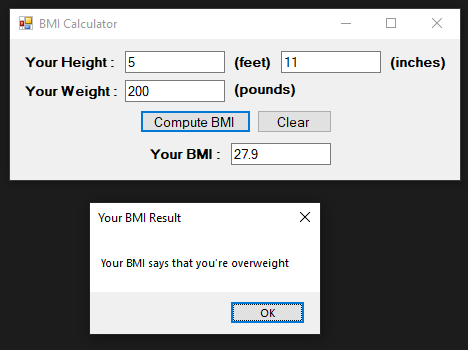 BMI Calculator
Your Height : 5 (feet) 11 (inches)
Your Weight : 200 (pounds)
Compute BMI Clear
Your BMI : 27.9
Your BMI Result
Your BMI says that you're overweight
OK